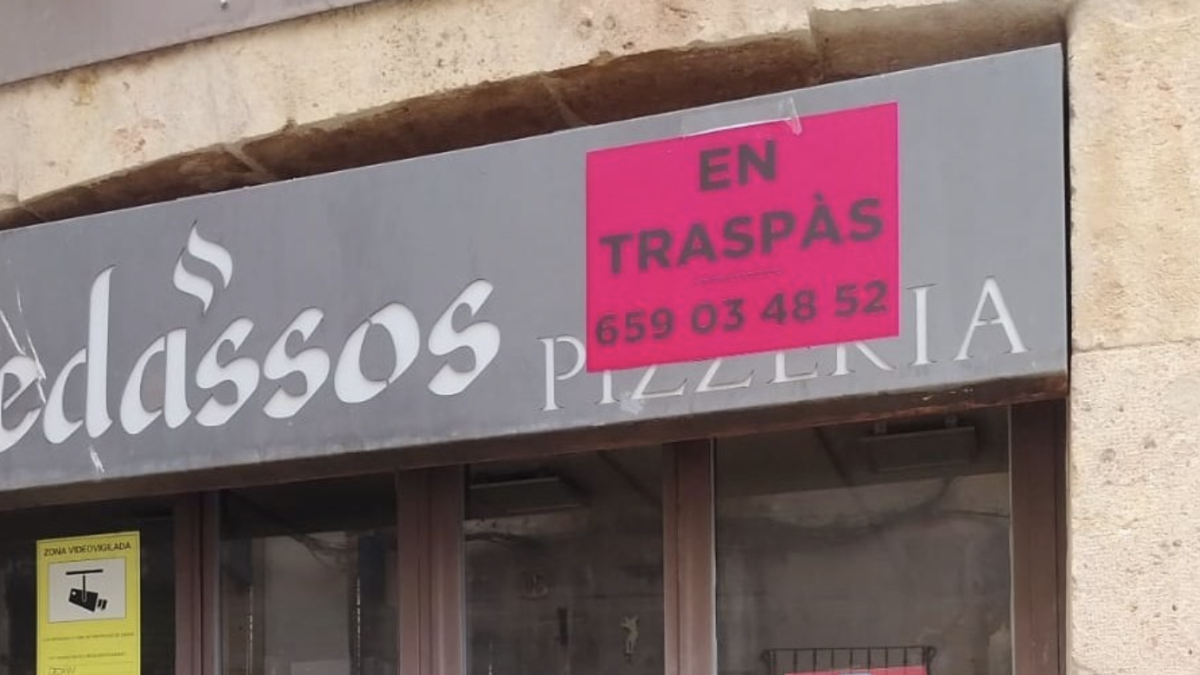 edassos PIZZERIA
EN
TRASPÀS
659 03 48 52
ZONA VIDEOVIGILADA